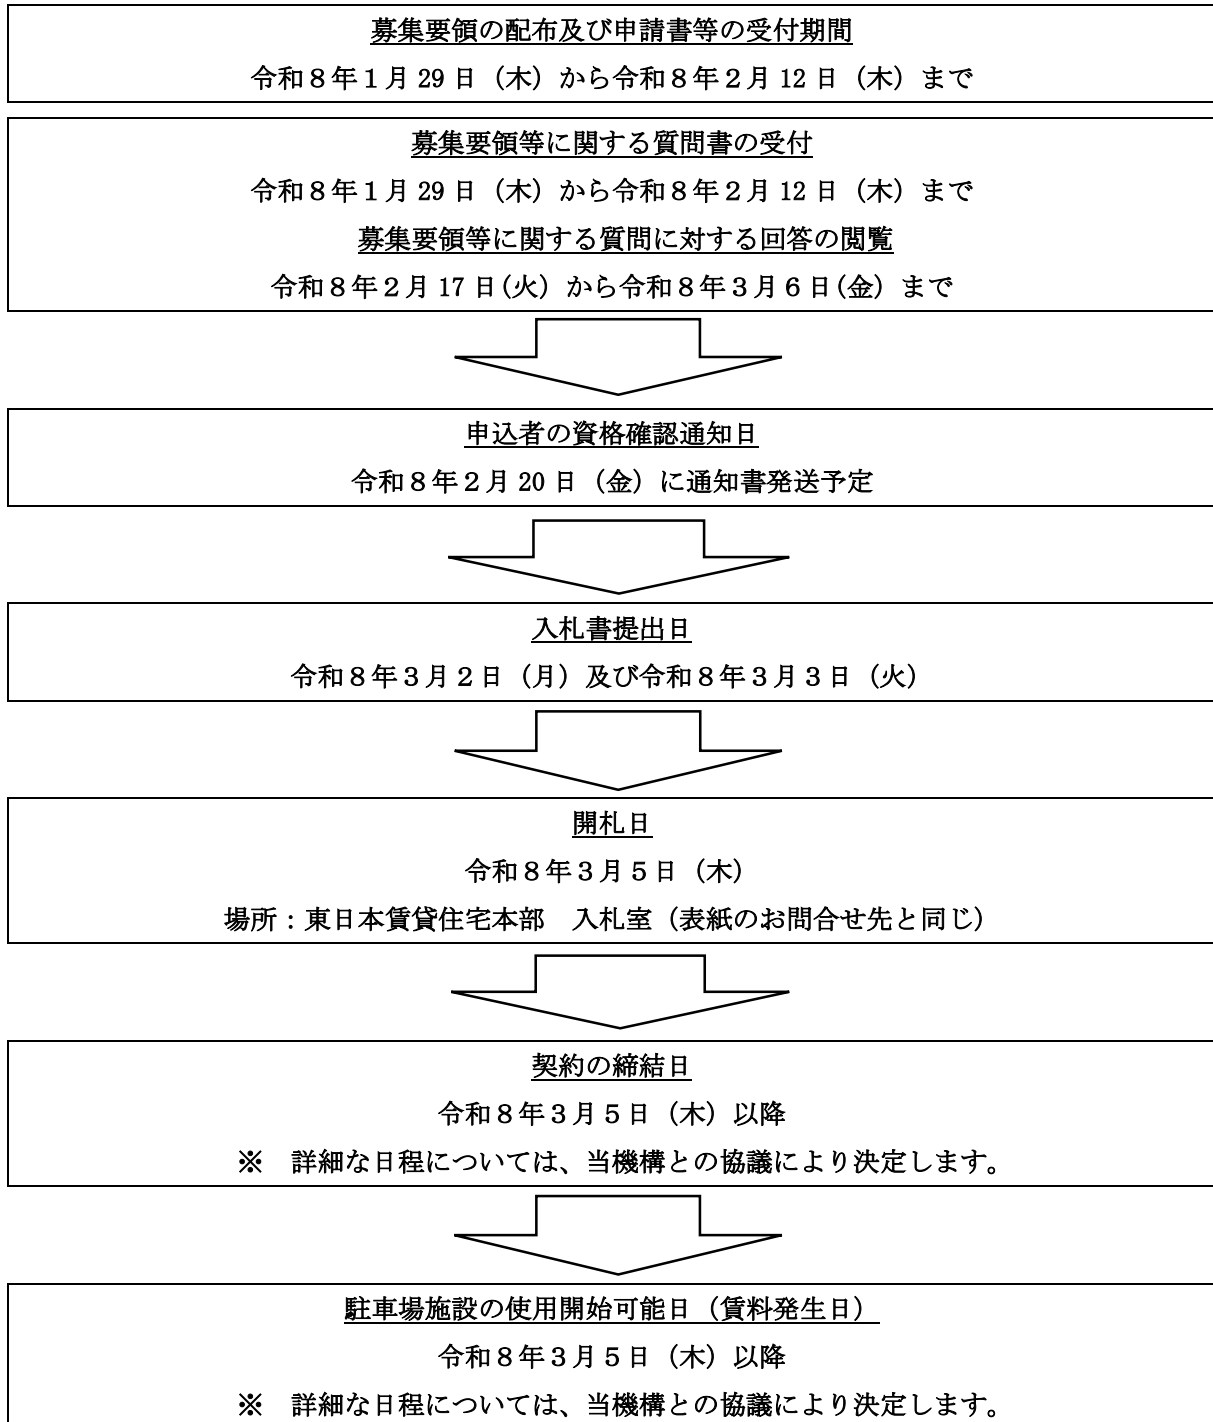 募集要領の配布及び申請書等の受付期間
令和８年１月 29 日（木）から令和８年２月 12 日（木）まで
募集要領等に関する質問書の受付
令和８年１月 29 日（木）から令和８年２月 12 日（木）まで
募集要領等に関する質問に対する回答の閲覧
令和８年２月 17 日(火）から令和８年３月６日(金）まで
申込者の資格確認通知日
令和８年２月 20 日（金）に通知書発送予定
入札書提出日
令和８年３月２日（月）及び令和８年３月３日（火）
開札日
令和８年３月５日（木）
場所：東日本賃貸住宅本部　入札室（表紙のお問合せ先と同じ）
契約の締結日
令和８年３月５日（木）以降
※　詳細な日程については、当機構との協議により決定します。
駐車場施設の使用開始可能日（賃料発生日）
令和８年３月５日（木）以降
※　詳細な日程については、当機構との協議により決定します。